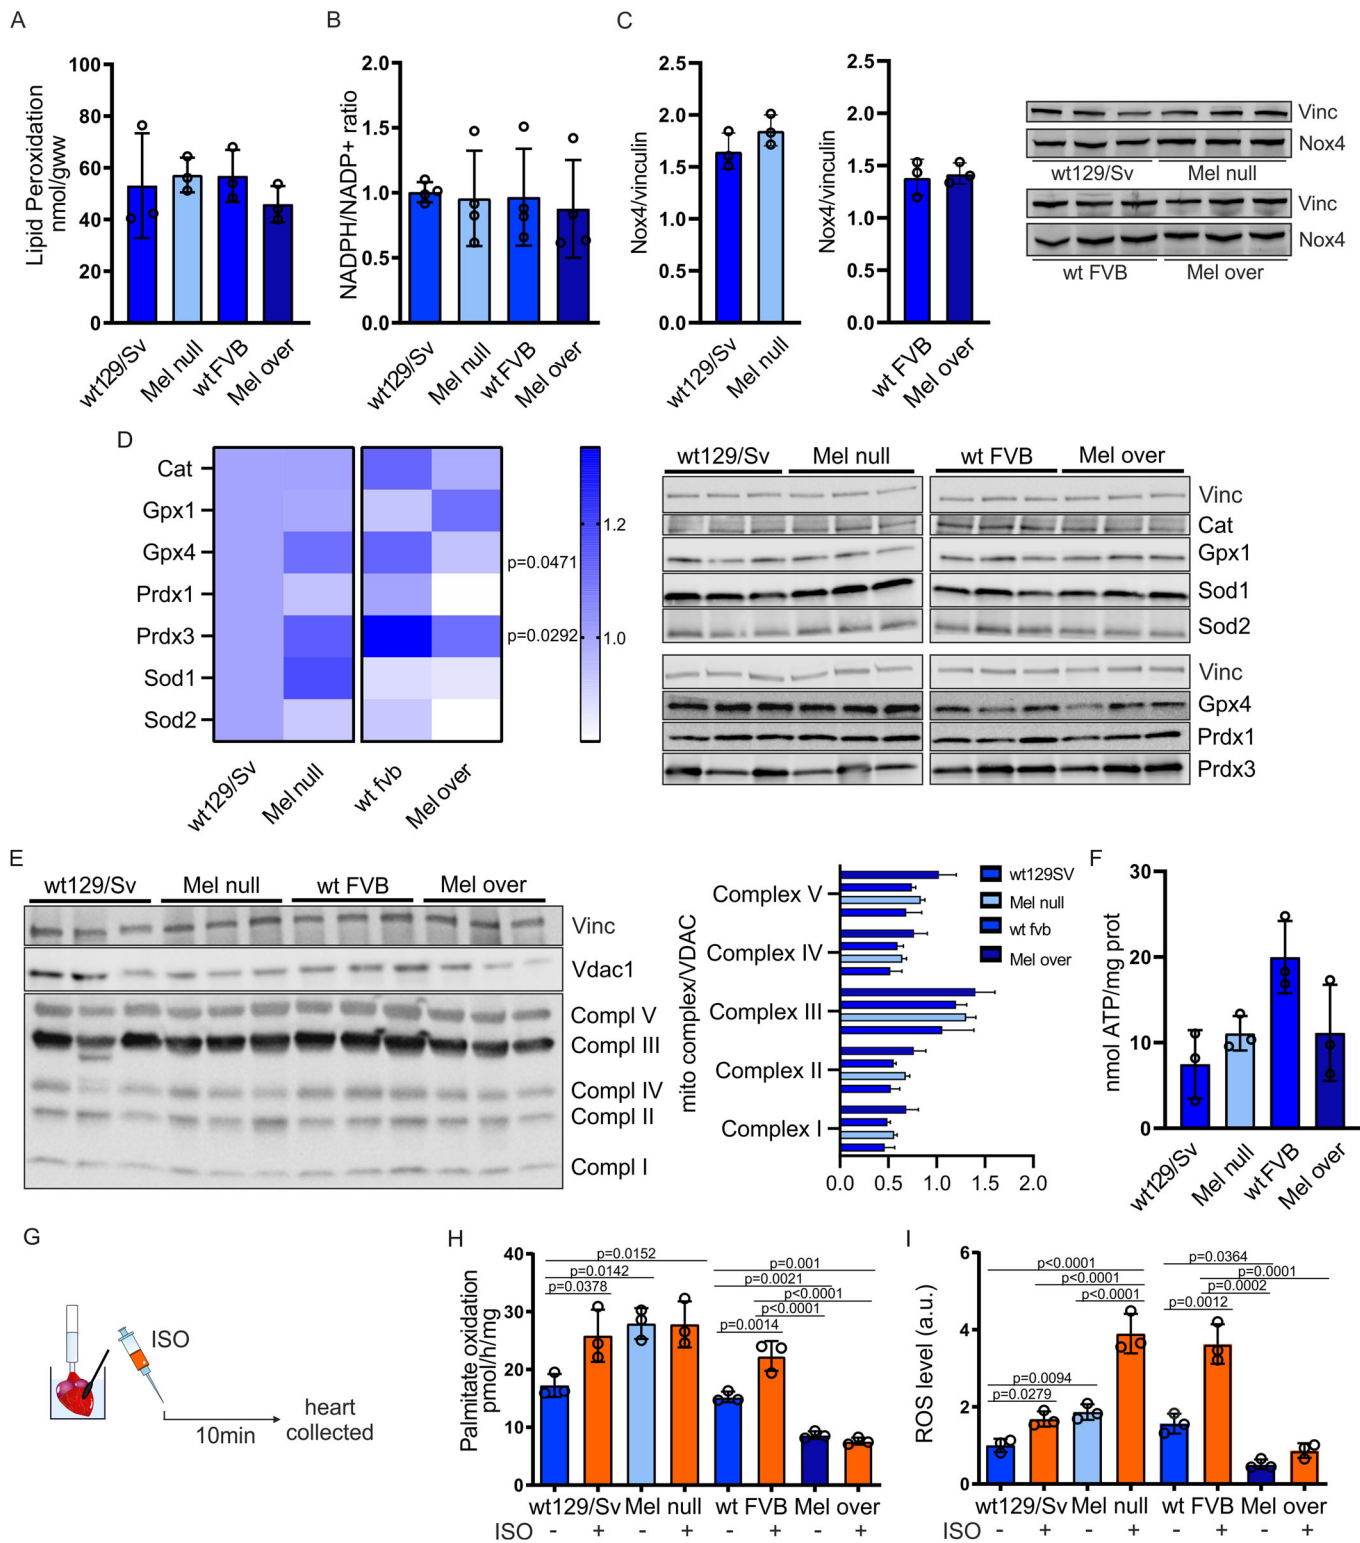 A
Lipid Peroxidation
nmol/gww
100
80
60
40
20
0
wt129/Sv
Mel null
wt FVB
Mel over
B
NADPH/NADP+ ratio
2.0
1.5
1.0
0.5
0.0
wt129/Sv
Mel null
wt FVB
Mel over
C
Nox4/vinculin
2.5
2.0
1.5
1.0
0.5
0.0
wt129/Sv
Mel null
Nox4/vinculin
2.5
2.0
1.5
1.0
0.5
0.0
wt FVB
Mel over
Vinc
Nox4
wt129/Sv Mel null
Vinc
Nox4
wt FVB Mel over
D
Cat
Gpx1
Gpx4
Prdx1
Prdx3
Sod1
Sod2
wt129/Sv
Mel null
wt fvb
Mel over
p=0.0471
p=0.0292
1.2
1.0
wt129/Sv Mel null wt FVB Mel over
Vinc
Cat
Gpx1
Sod1
Sod2
Vinc
Gpx4
Prdx1
Prdx3
E
wt129/Sv Mel null wt FVB Mel over
Vinc
Vdac1
Compl V
Compl III
Compl IV
Compl II
Compl I
mito complex/VDAC
Complex V
Complex IV
Complex III
Complex II
Complex I
0.0 0.5 1.0 1.5 2.0
wt129SV
Mel null
wt fvb
Mel over
F
nmol ATP/mg prot
30
20
10
0
wt129/Sv
Mel null
wt FVB
Mel over
G
ISO
10min
heart
collected
H
Palmitate oxidation
pmol/h/mg
40
30
20
10
0
p=0.0152
p=0.0142
p=0.0378
p=0.001
p=0.0021
p<0.0001
p<0.0001
p=0.0014
wt129/Sv Mel null wt FVB Mel over
ISO - + - + - + - +
I
ROS level (a.u.)
6
4
2
0
p<0.0001
p<0.0001
p<0.0001
p=0.0094
p=0.0279
p=0.0364
p=0.0001
p=0.0002
p=0.0012
wt129/Sv Mel null wt FVB Mel over
ISO - + - + - + - +